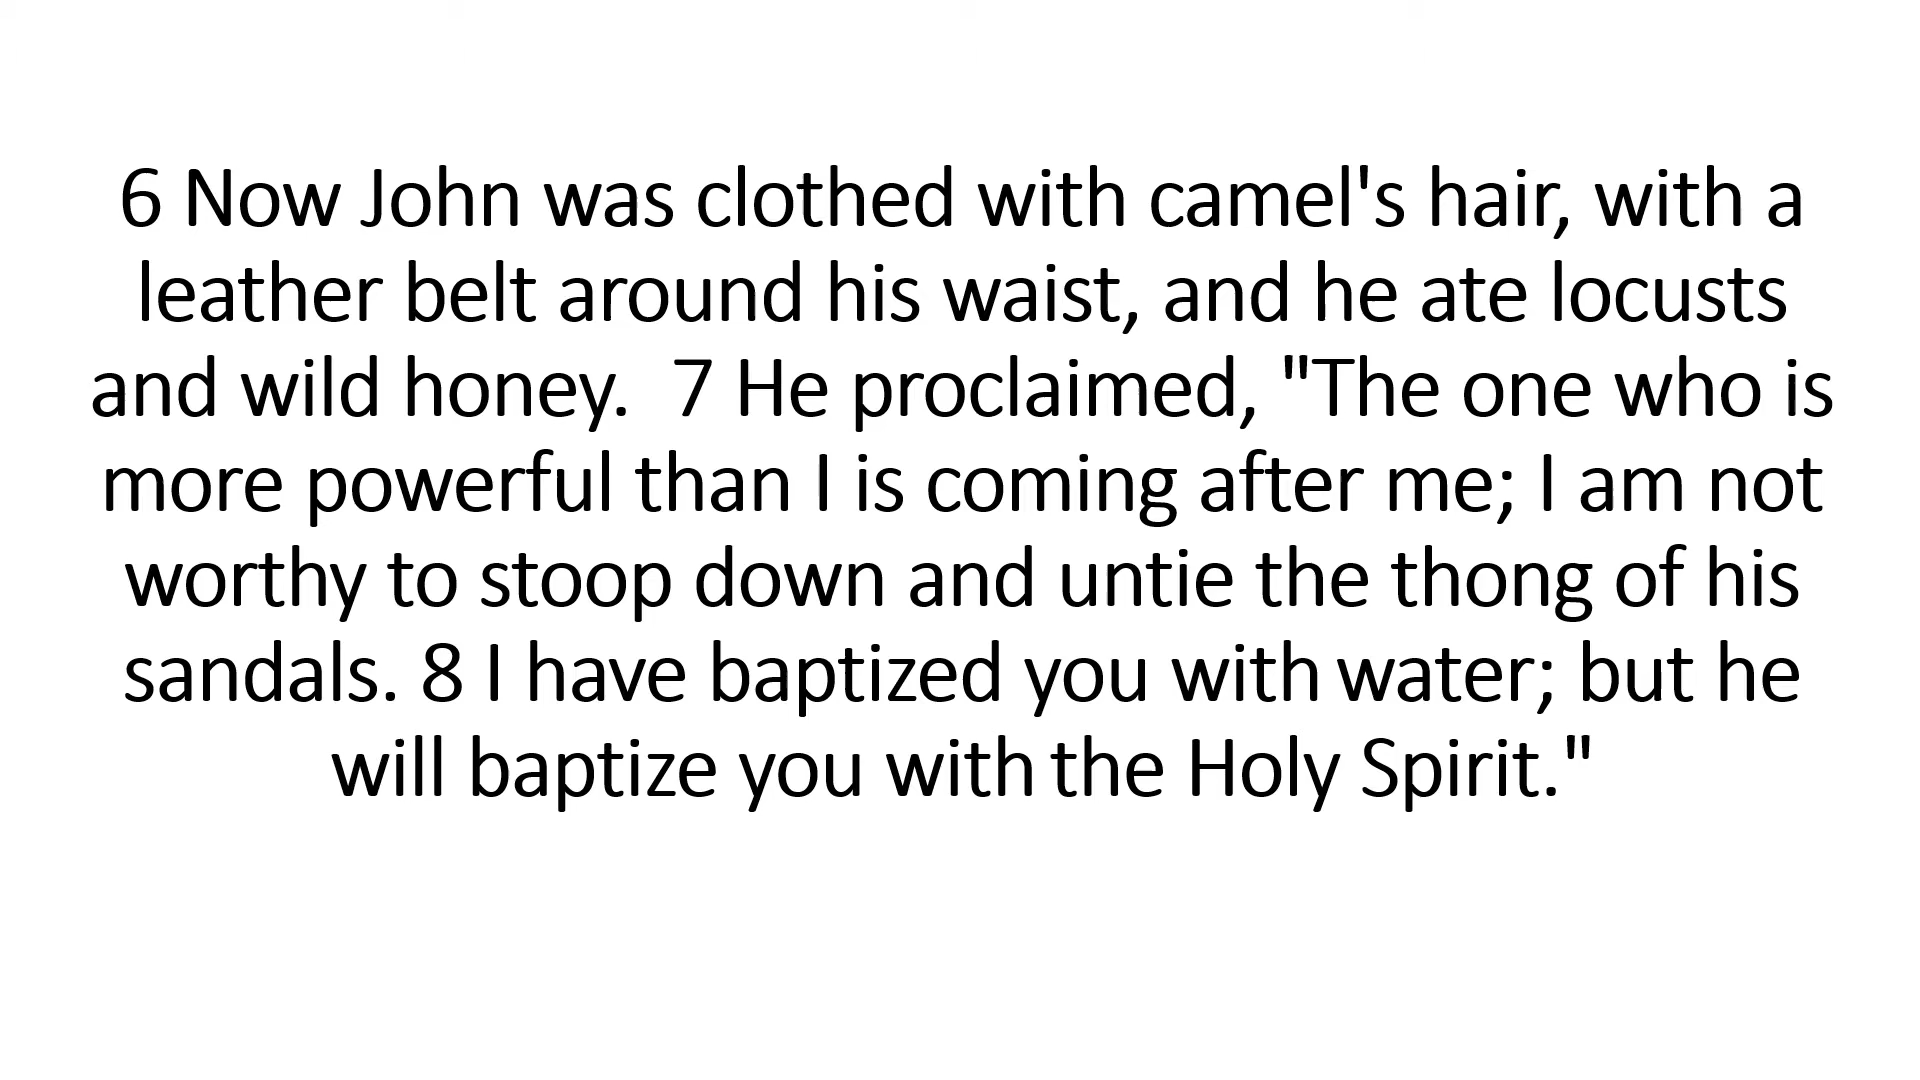 6 Now John was clothed with camel's hair, with a
leather belt around his waist, and he ate locusts
and wild honey.  7 He proclaimed, "The one who is
more powerful than I is coming after me; I am not
worthy to stoop down and untie the thong of his
sandals. 8 I have baptized you with water; but he
will baptize you with the Holy Spirit."